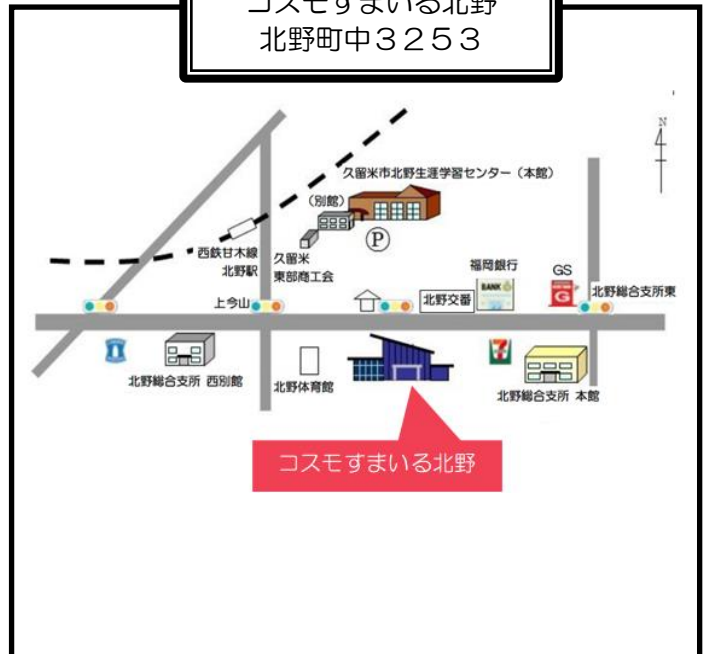 コスモすまいる北野
北野町中３２５３
N
久留米市北野生涯学習センター（本館）
（別館）
P
西鉄甘木線
北野駅
久留米
東部商工会
福岡銀行
BANK
GS
G
北野総合支所東
上今山
北野交番
7
北野総合支所 西別館
北野体育館
北野総合支所 本館
コスモすまいる北野